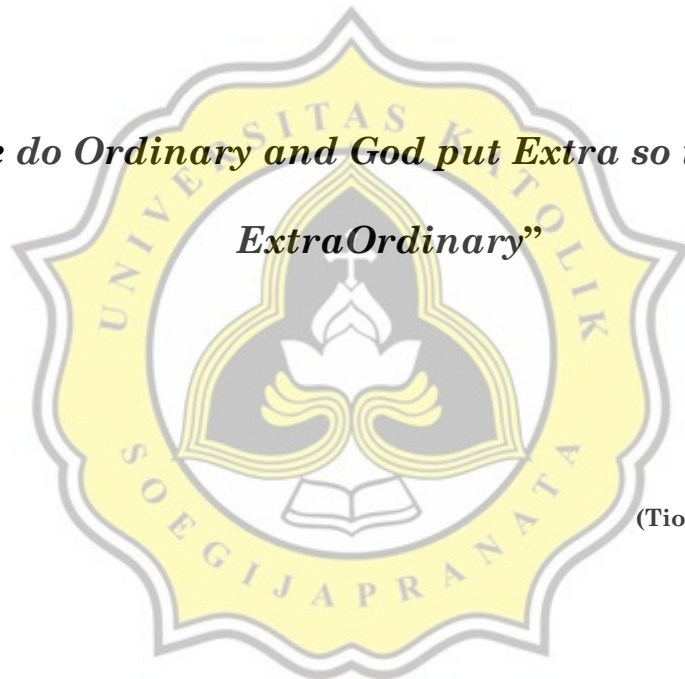 do Ordinary and God put Extra so
ExtraOrdinary”
(Tio
UNIVERSITAS KATOLIK
SOEGIJAPRANATA